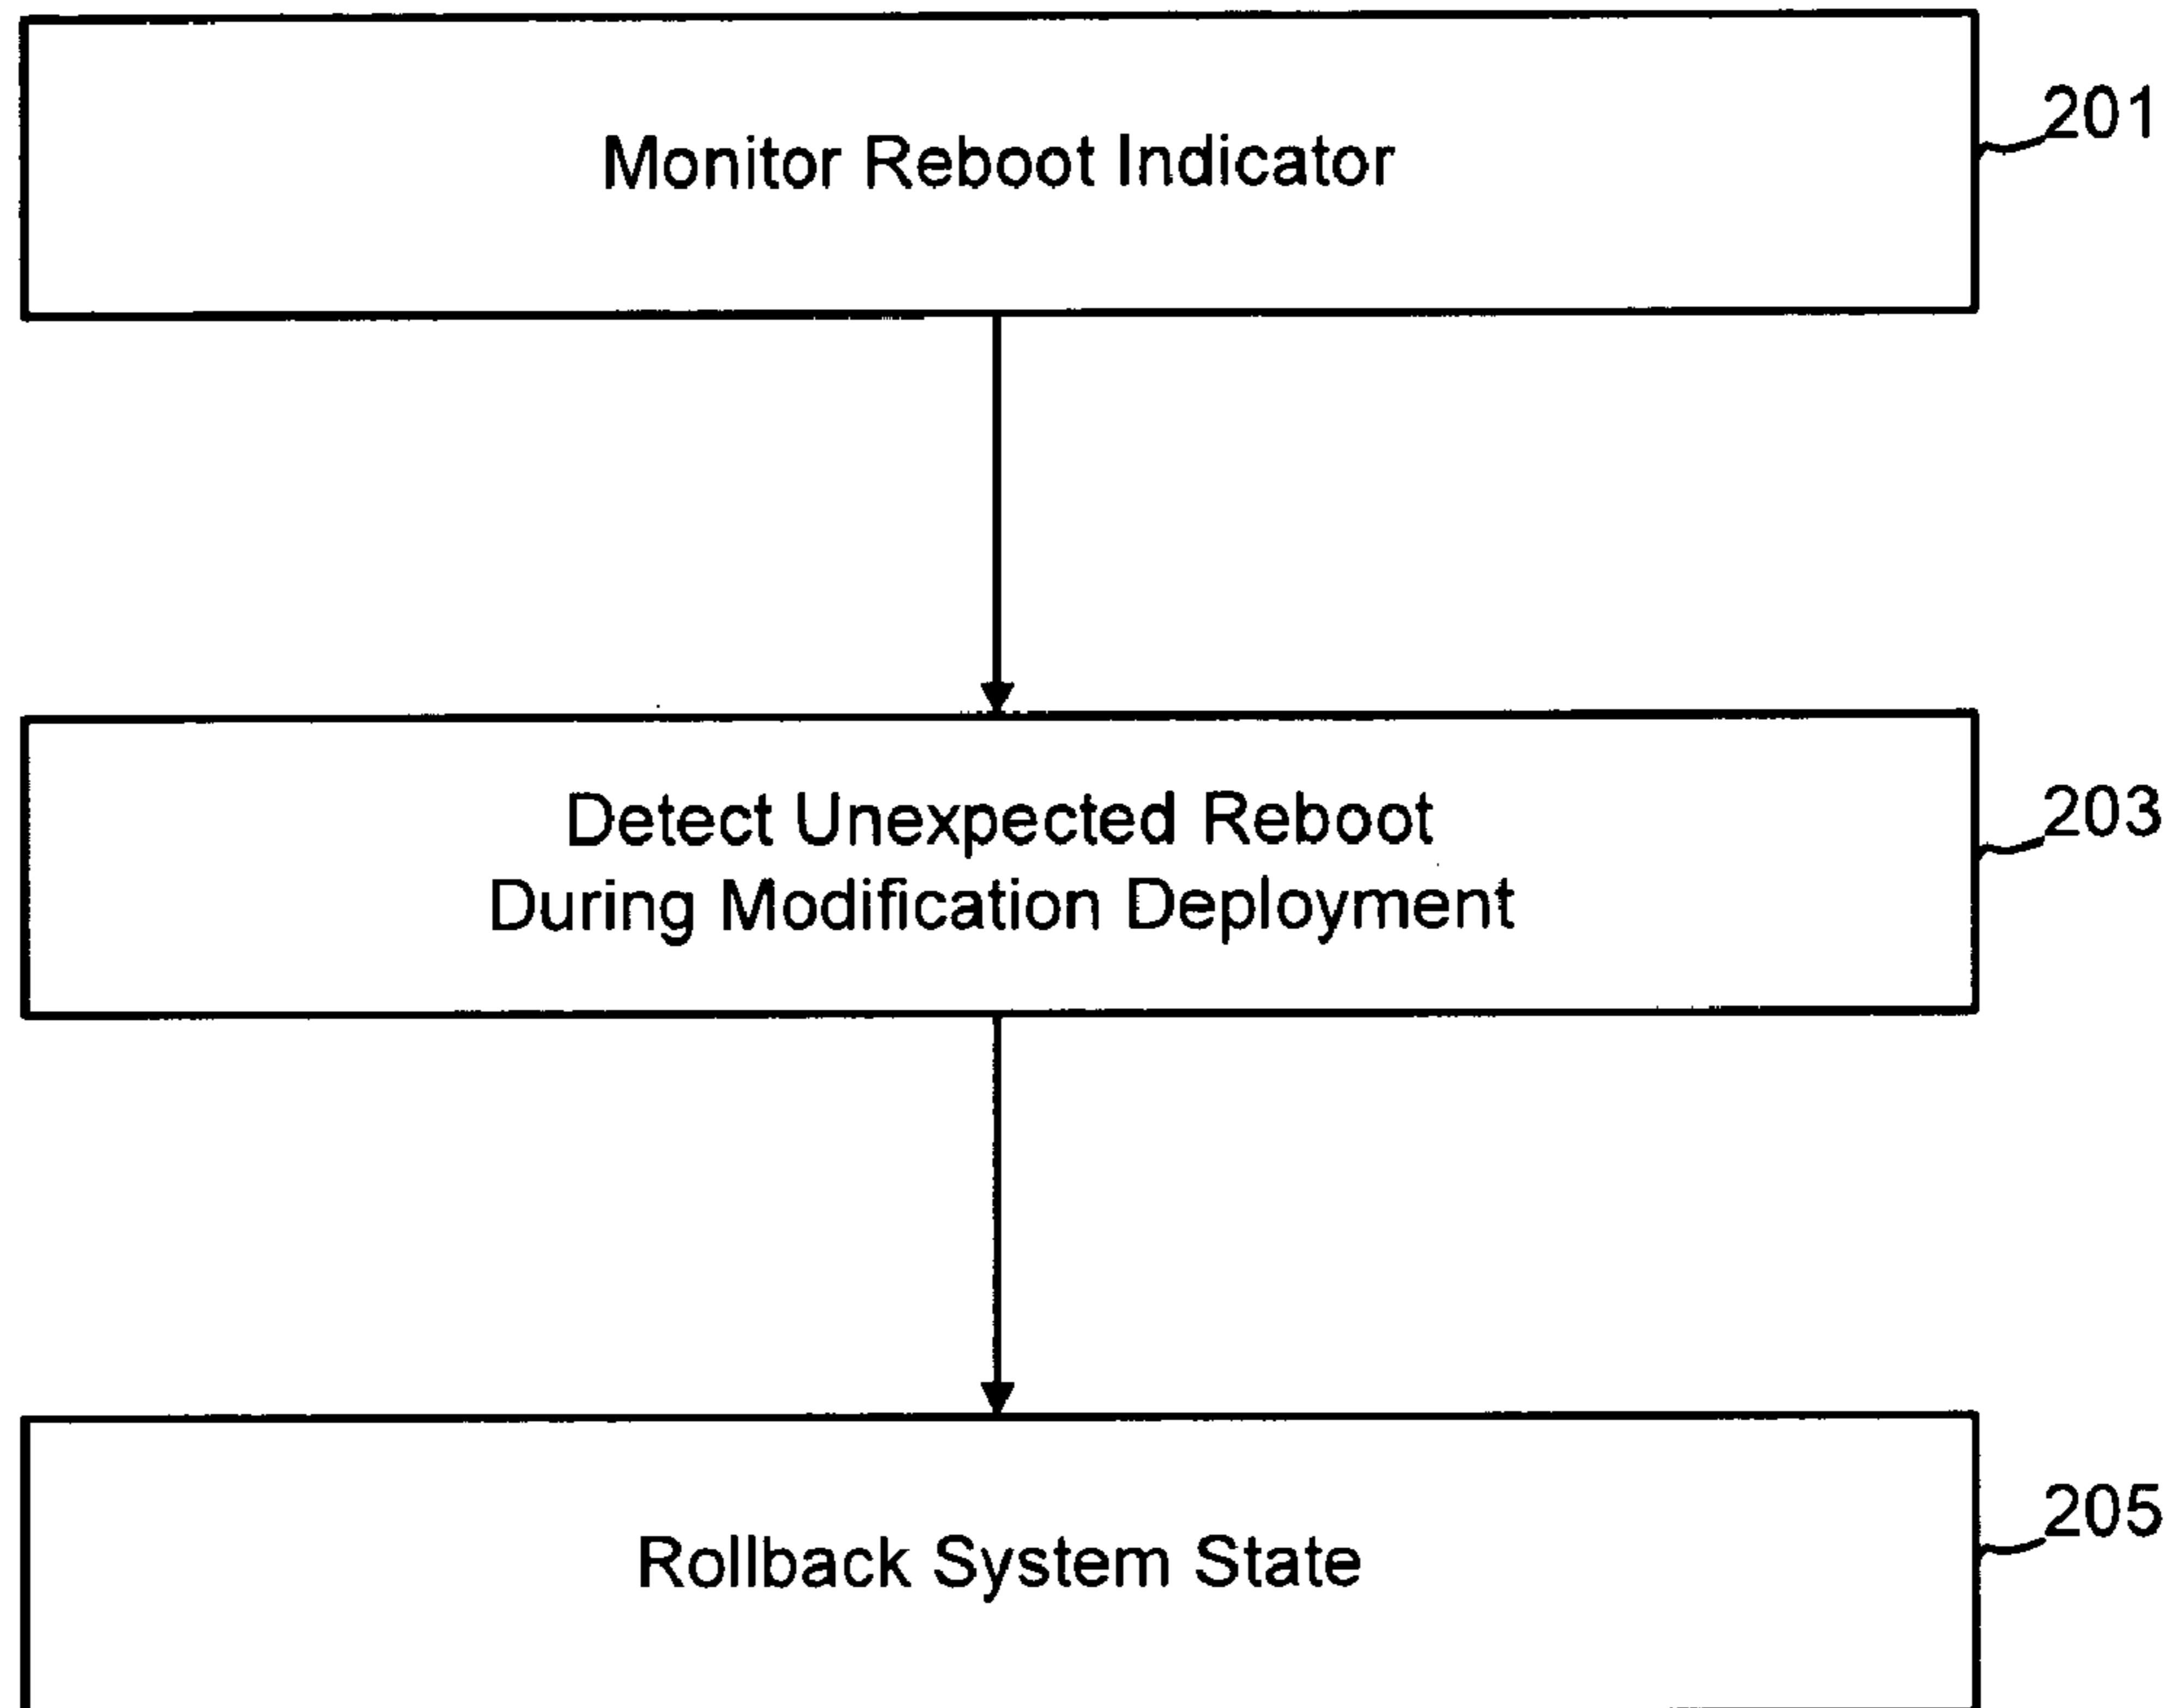 Monitor Reboot Indicator
201
Detect Unexpected Reboot
During Modification Deployment
203
Rollback System State
205